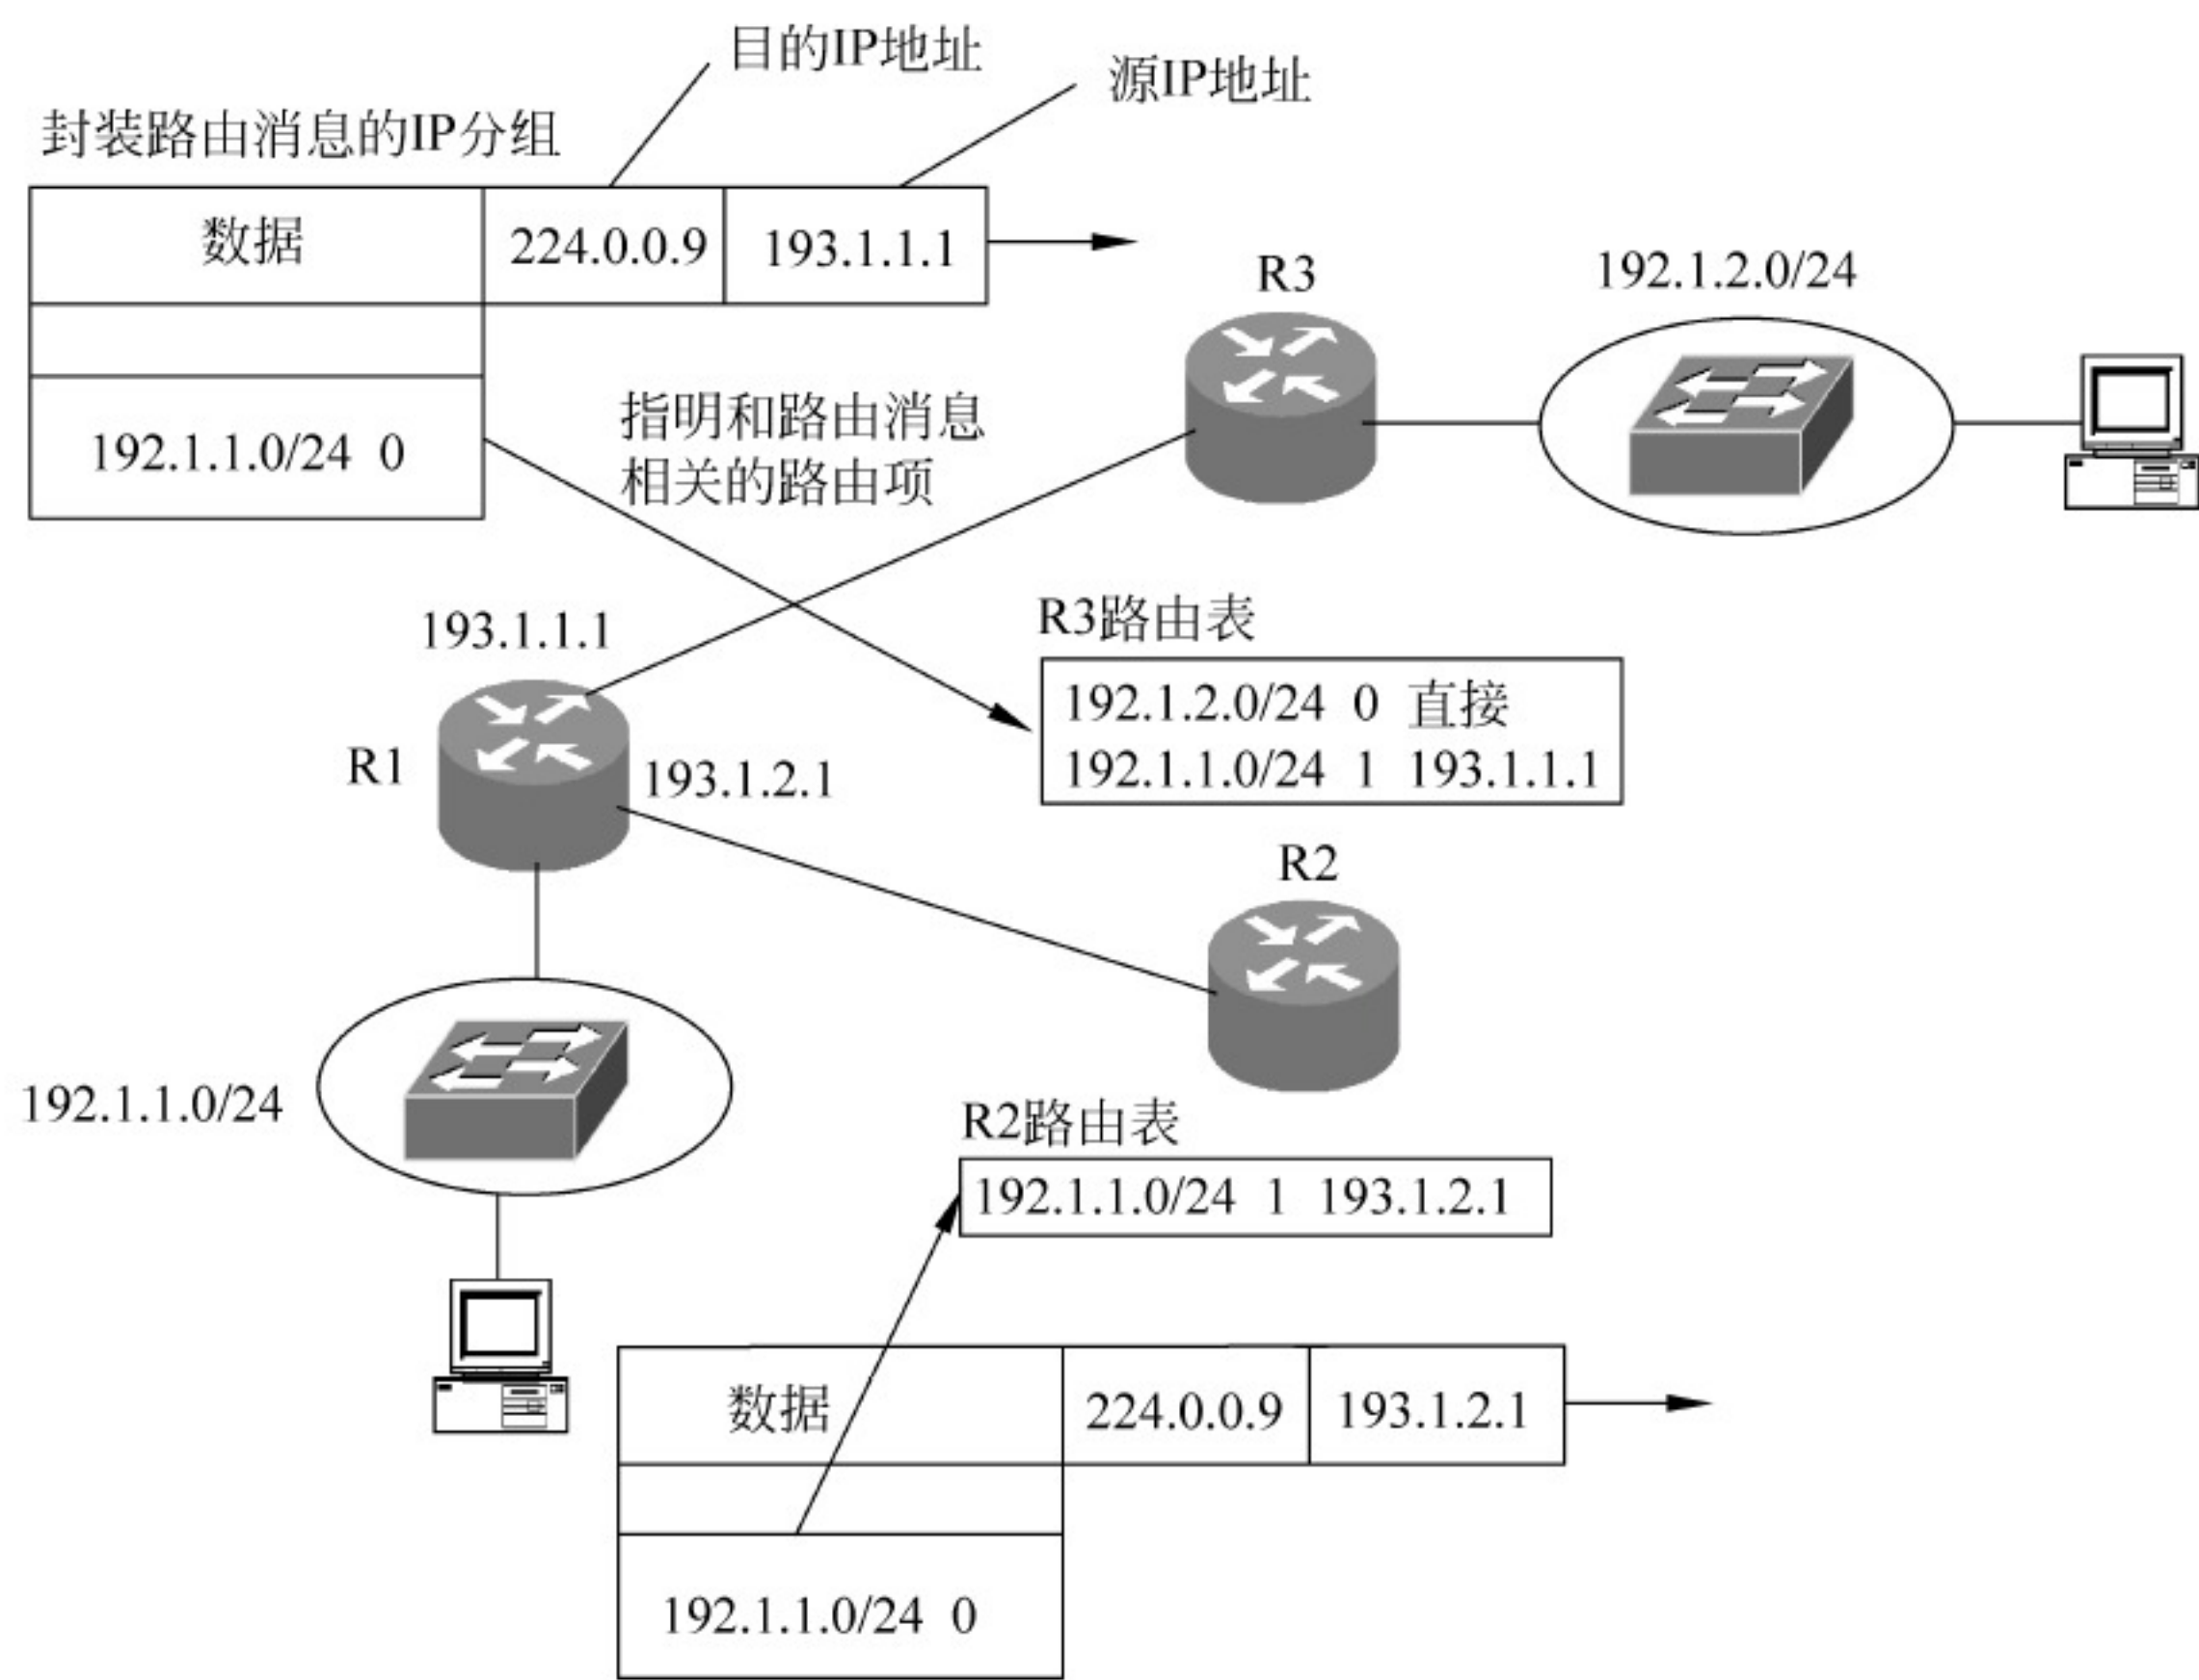 目的IP地址
源IP地址
封装路由消息的IP分组
数据 224.0.0.9 193.1.1.1
192.1.1.0/24 0
指明和路由消息
相关的路由项
R3
192.1.2.0/24
193.1.1.1
R3路由表
192.1.2.0/24 0 直接
192.1.1.0/24 1 193.1.1.1
R1
193.1.2.1
R2
192.1.1.0/24
R2路由表
192.1.1.0/24 1 193.1.2.1
数据 224.0.0.9 193.1.2.1
192.1.1.0/24 0